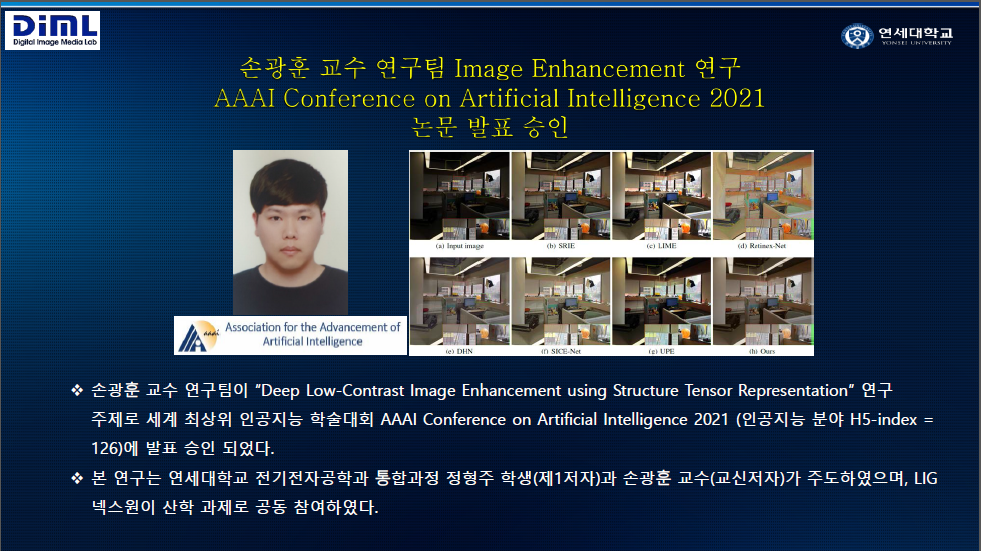 DiML
Digital Image Media Lab
연세대학교
YONSEI UNIVERSITY
손광훈 교수 연구팀 Image Enhancement 연구
AAAI Conference on Artificial Intelligence 2021
논문 발표 승인
(a) Input image
(b) SRIE
(c) LIME
(d) Retinex-Net
(e) DHN
(f) SICE-Net
(g) UPE
(h) Ours
aaai
Association for the Advancement of
Artificial Intelligence
❖ 손광훈 교수 연구팀이 “Deep Low-Contrast Image Enhancement using Structure Tensor Representation” 연구
주제로 세계 최상위 인공지능 학술대회 AAAI Conference on Artificial Intelligence 2021 (인공지능 분야 H5-index =
126)에 발표 승인 되었다.
❖ 본 연구는 연세대학교 전기전자공학과 통합과정 정형주 학생(제1저자)과 손광훈 교수(교신저자)가 주도하였으며, LIG
넥스원이 산학 과제로 공동 참여하였다.